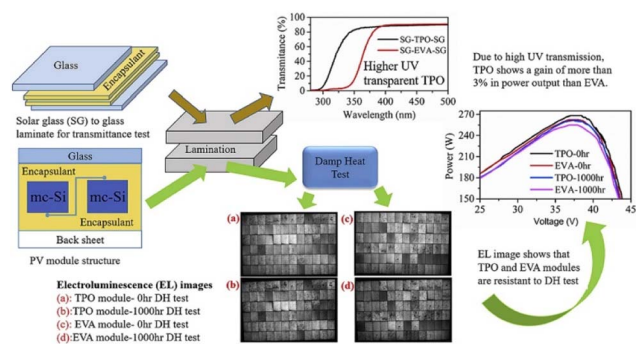 Glass
Encapsulant
Solar glass (SG) to glass
laminate for transmittance test
Glass
Encapsulant
mc-Si
mc-Si
Encapsulant
Back sheet
PV module structure
Lamination
Transmitance (%)
100
80
60
40
20
0
SG-TPO-SG
SG-EVA-SG
Higher UV
transparent TPO
300
350
400
450
500
Wavelength (nm)
Damp Heat
Test
Due to high UV transmission,
TPO shows a gain of more than
3% in power output than EVA.
Power (W)
270
240
210
180
150
TPO-0hr
EVA-0hr
TPO-1000hr
EVA-1000hr
25
30
35
40
45
Voltage (V)
(a)
(c)
(b)
(d)
EL image shows that
TPO and EVA modules
are resistant to DH test
Electroluminescence (EL) images
(a): TPO module- 0hr DH test
(b):TPO module-1000hr DH test
(c): EVA module- 0hr DH test
(d):EVA module-1000hr DH test